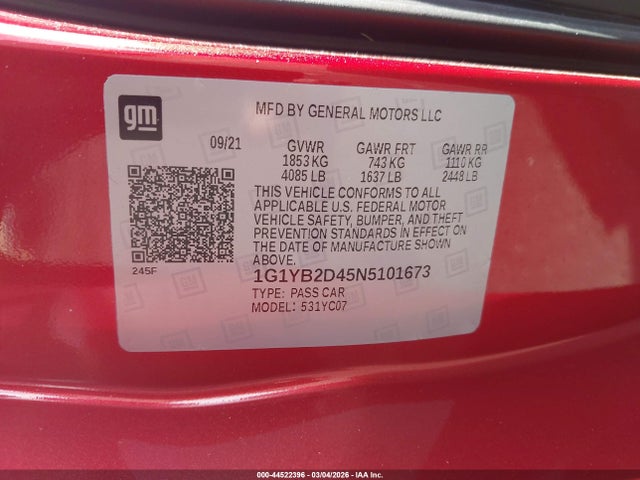 gm
MFD BY GENERAL MOTORS LLC
09/21 GVWR GAWR FRT GAWR RR
1853 KG 743 KG 1110 KG
4085 LB 1637 LB 2448 LB
THIS VEHICLE CONFORMS TO ALL
APPLICABLE U.S. FEDERAL MOTOR
VEHICLE SAFETY, BUMPER, AND THEFT
PREVENTION STANDARDS IN EFFECT ON
THE DATE OF MANUFACTURE SHOWN
ABOVE.
245F
1G1YB2D45N5101673
TYPE: PASS CAR
MODEL: 531YC07
000-44522396 - 03/04/2026 - IAA Inc.